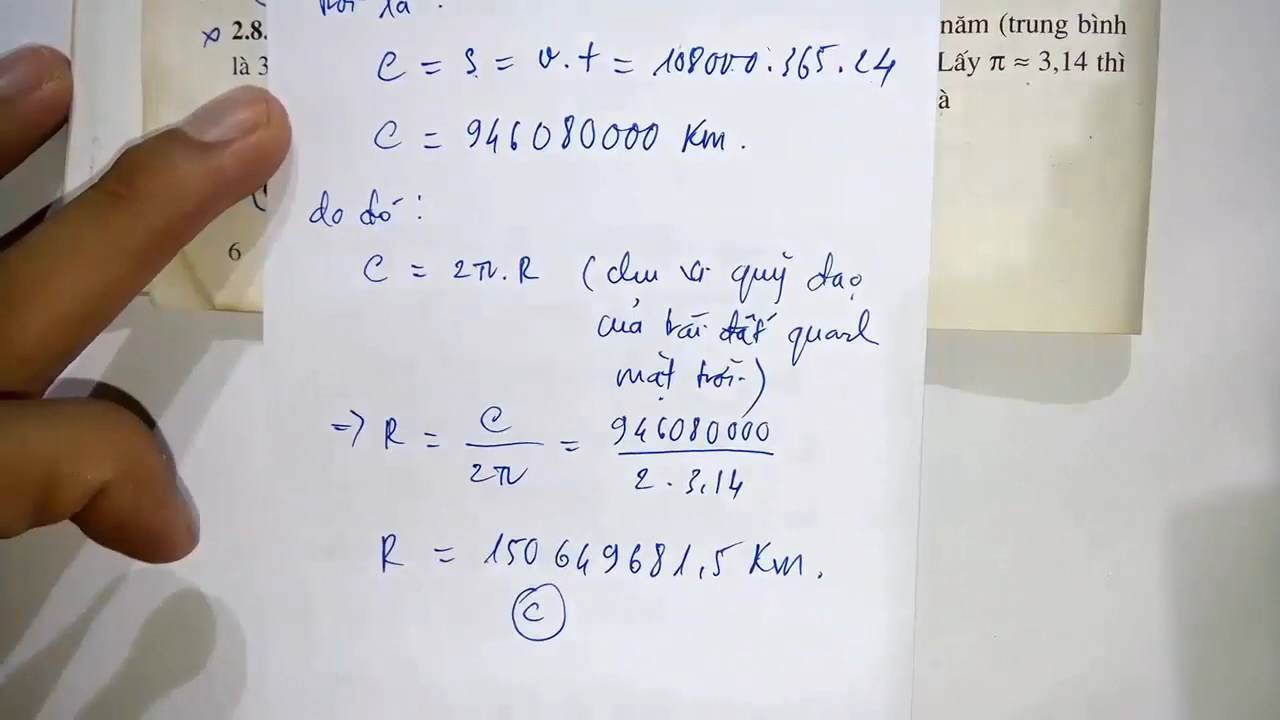 trời là :
năm (trung bình
2.8.
C = S = v.t = 108000.365.24
là 3
Lấy π ≈ 3,14 thì
à
C = 946080000 Km.
do đó :
6
C = 2π.R (chu vi quỹ đạo
của trái đất quanh
mặt trời)
=> R = C / 2π = 946080000 / 2 . 3,14
R = 150649681,5 Km.
C